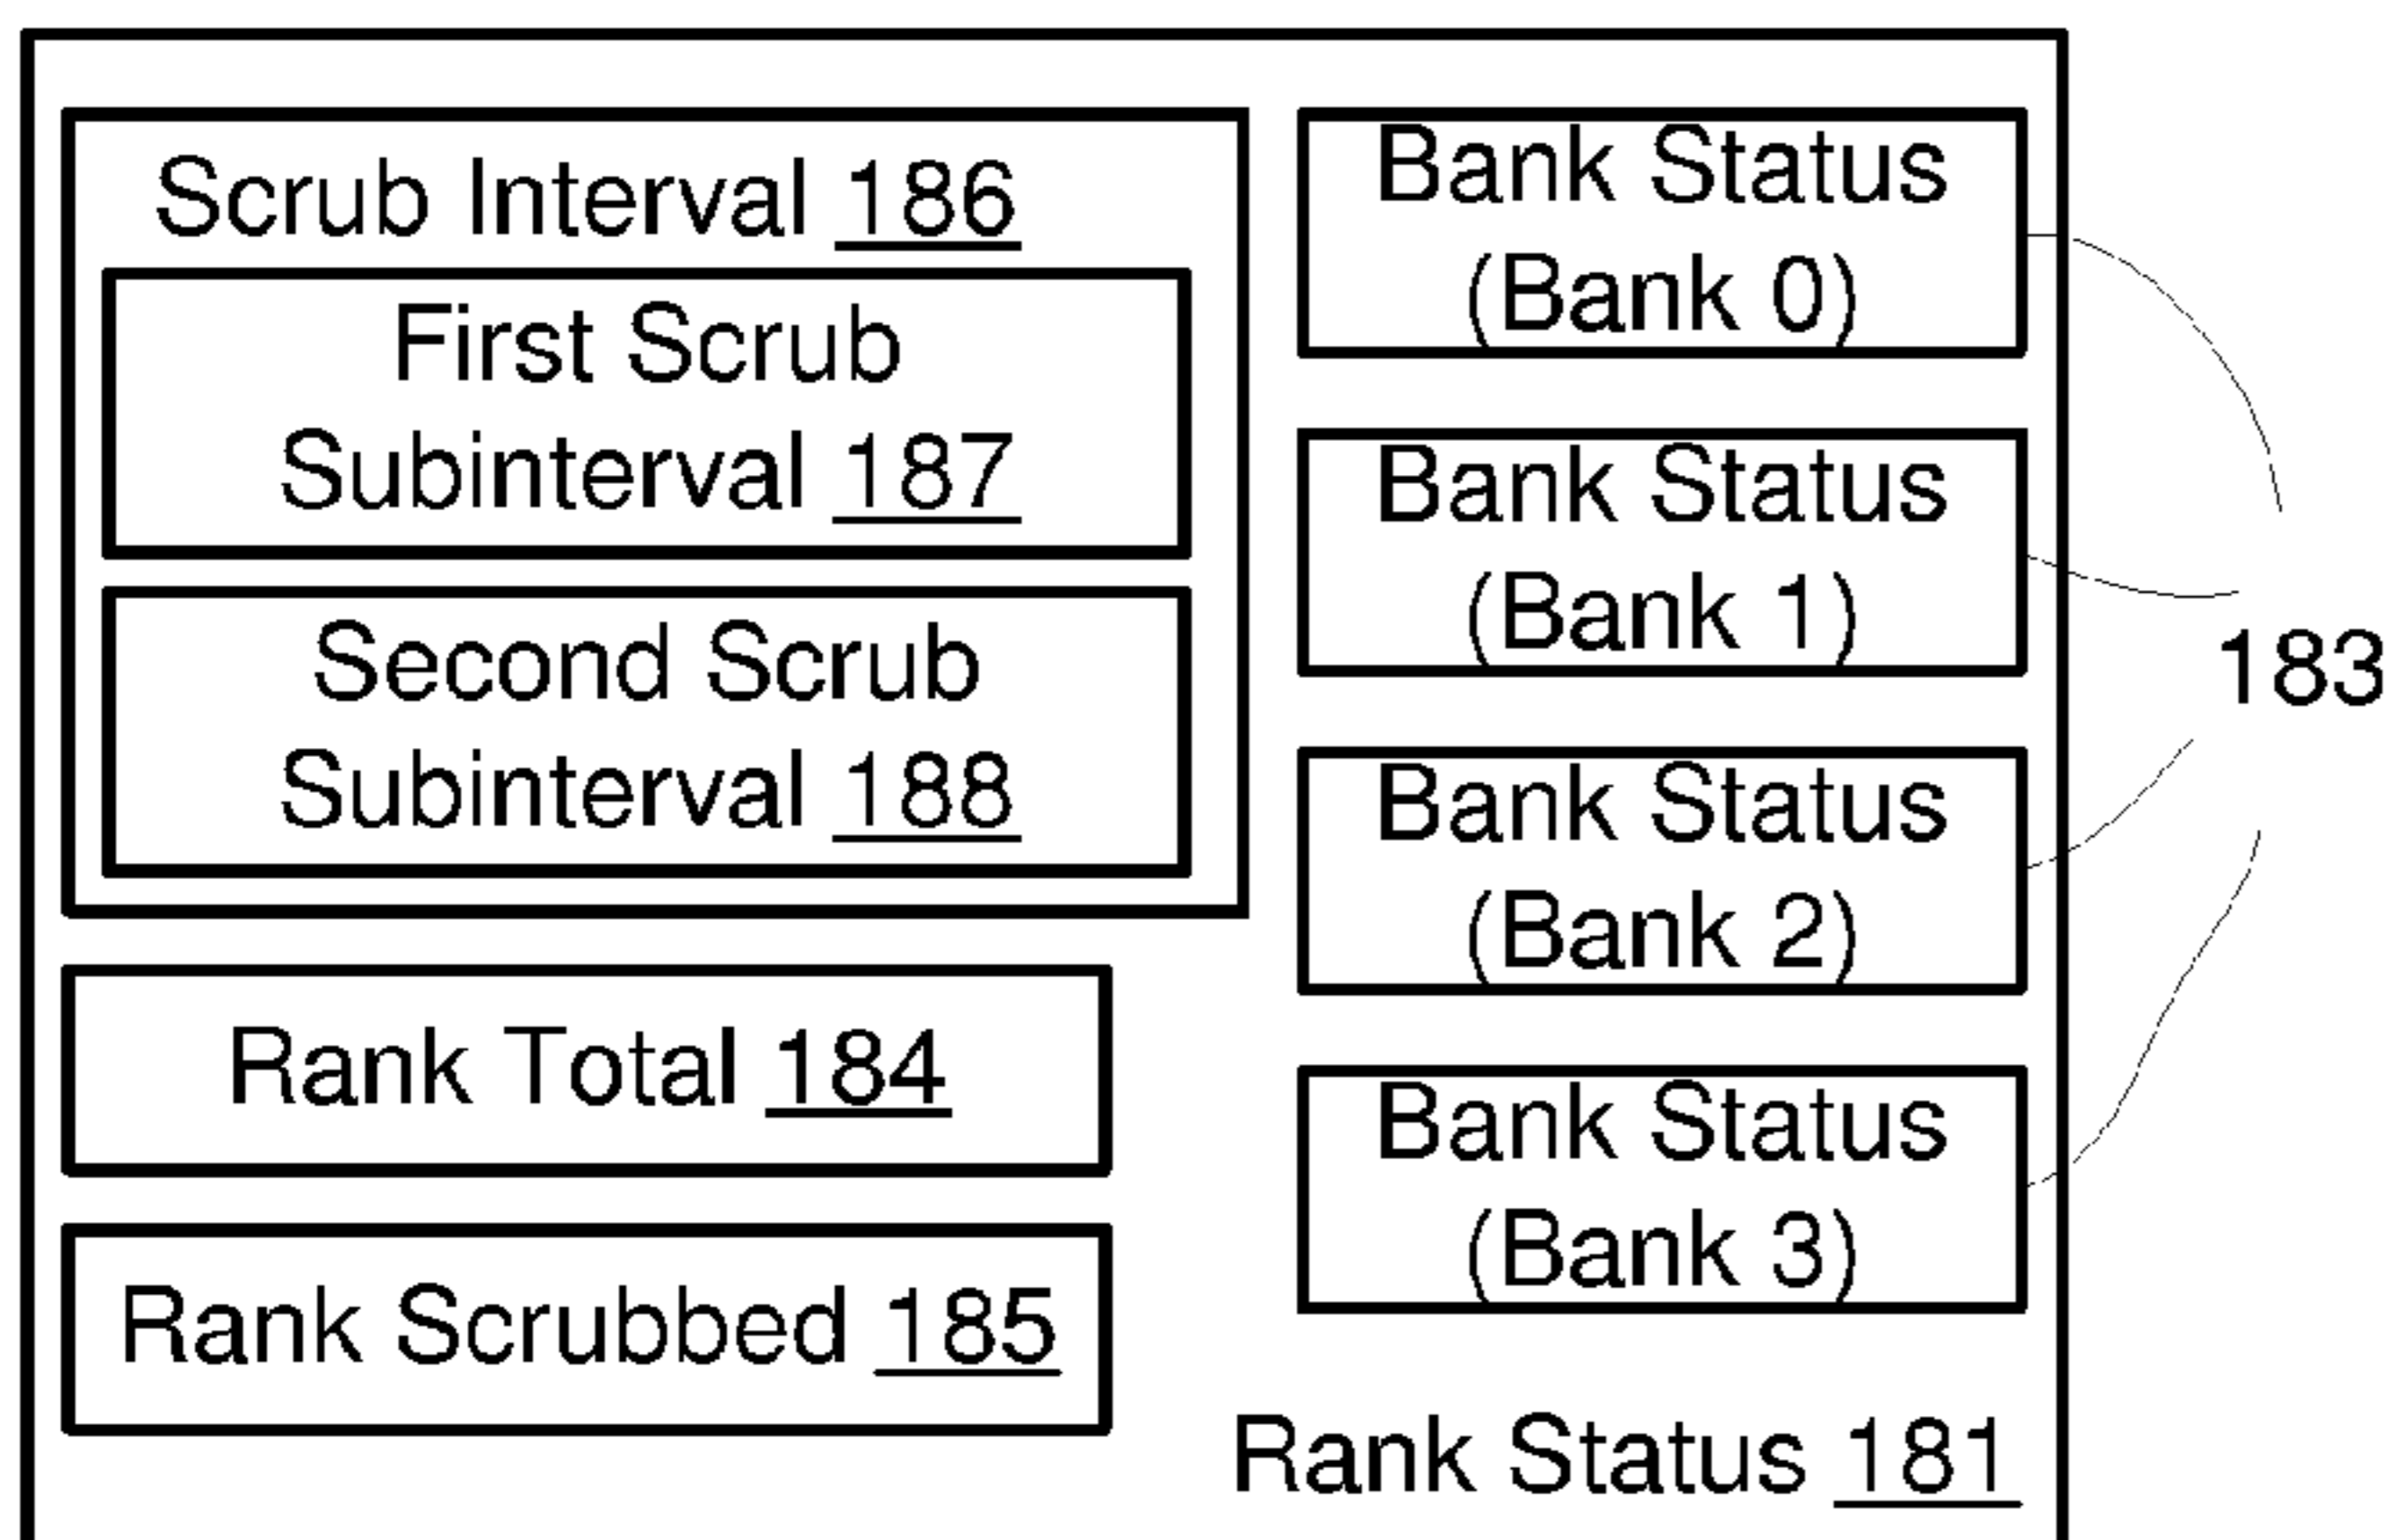 Scrub Interval 186
First Scrub
Subinterval 187
Second Scrub
Subinterval 188
Rank Total 184
Rank Scrubbed 185
Bank Status
(Bank 0)
Bank Status
(Bank 1)
Bank Status
(Bank 2)
Bank Status
(Bank 3)
183
Rank Status 181